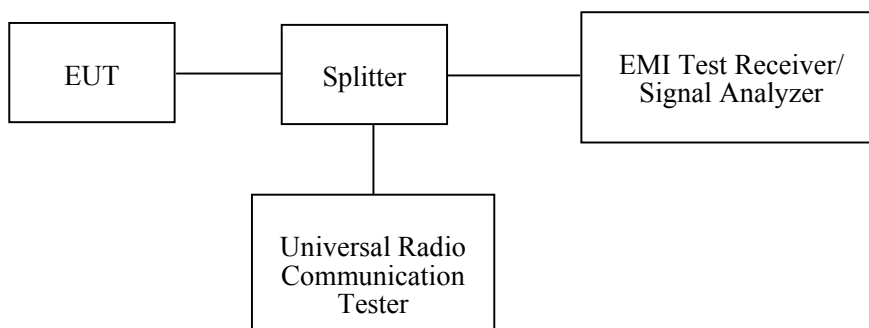 EUT
Splitter
EMI Test Receiver/
Signal Analyzer
Universal Radio
Communication
Tester